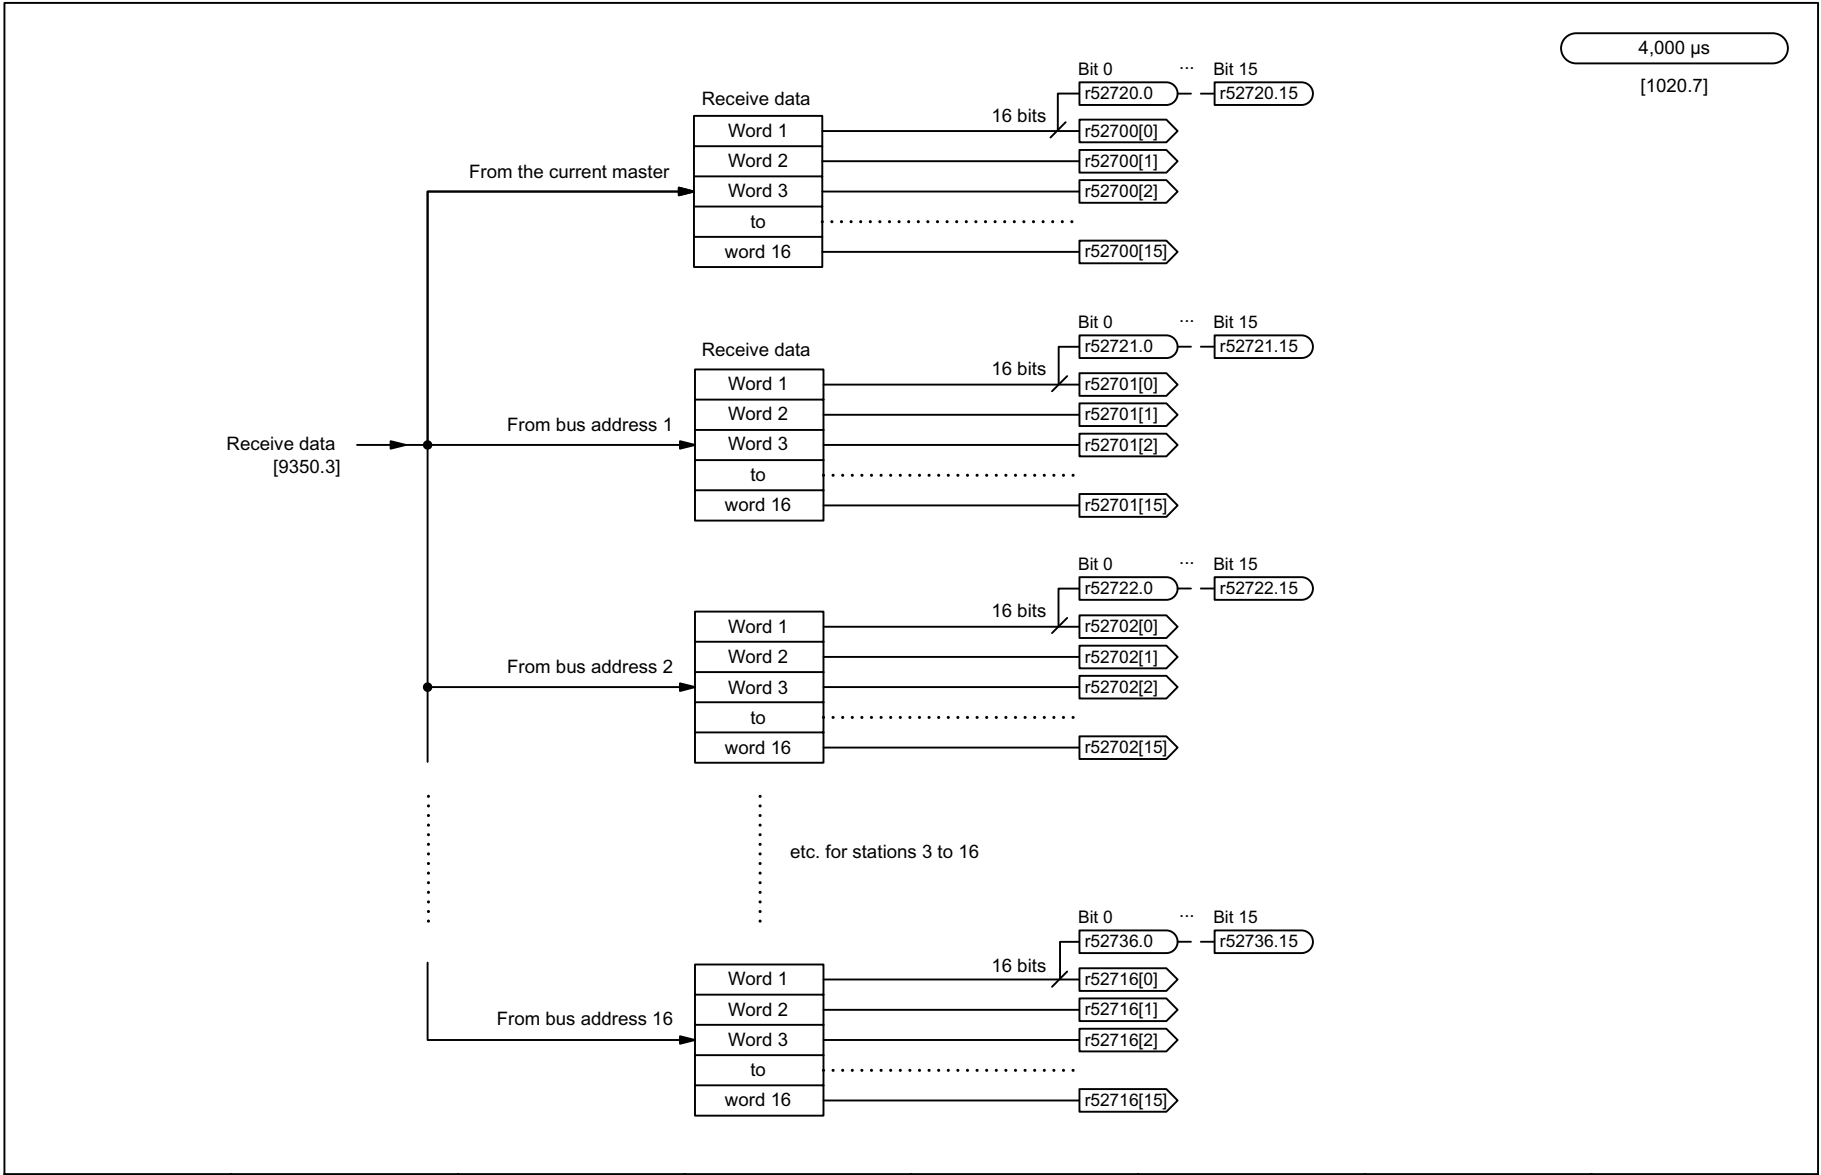 4,000 µs
[1020.7]
Bit 0 ... Bit 15
r52720.0 r52720.15
Receive data
16 bits
Word 1 r52700[0]
Word 2 r52700[1]
From the current master
Word 3 r52700[2]
to
word 16 r52700[15]
Bit 0 ... Bit 15
r52721.0 r52721.15
Receive data
16 bits
Word 1 r52701[0]
Word 2 r52701[1]
From bus address 1
Word 3 r52701[2]
Receive data
[9350.3]
to
word 16 r52701[15]
Bit 0 ... Bit 15
r52722.0 r52722.15
16 bits
Word 1 r52702[0]
Word 2 r52702[1]
From bus address 2
Word 3 r52702[2]
to
word 16 r52702[15]
etc. for stations 3 to 16
Bit 0 ... Bit 15
r52736.0 r52736.15
16 bits
Word 1 r52716[0]
Word 2 r52716[1]
From bus address 16
Word 3 r52716[2]
to
word 16 r52716[15]